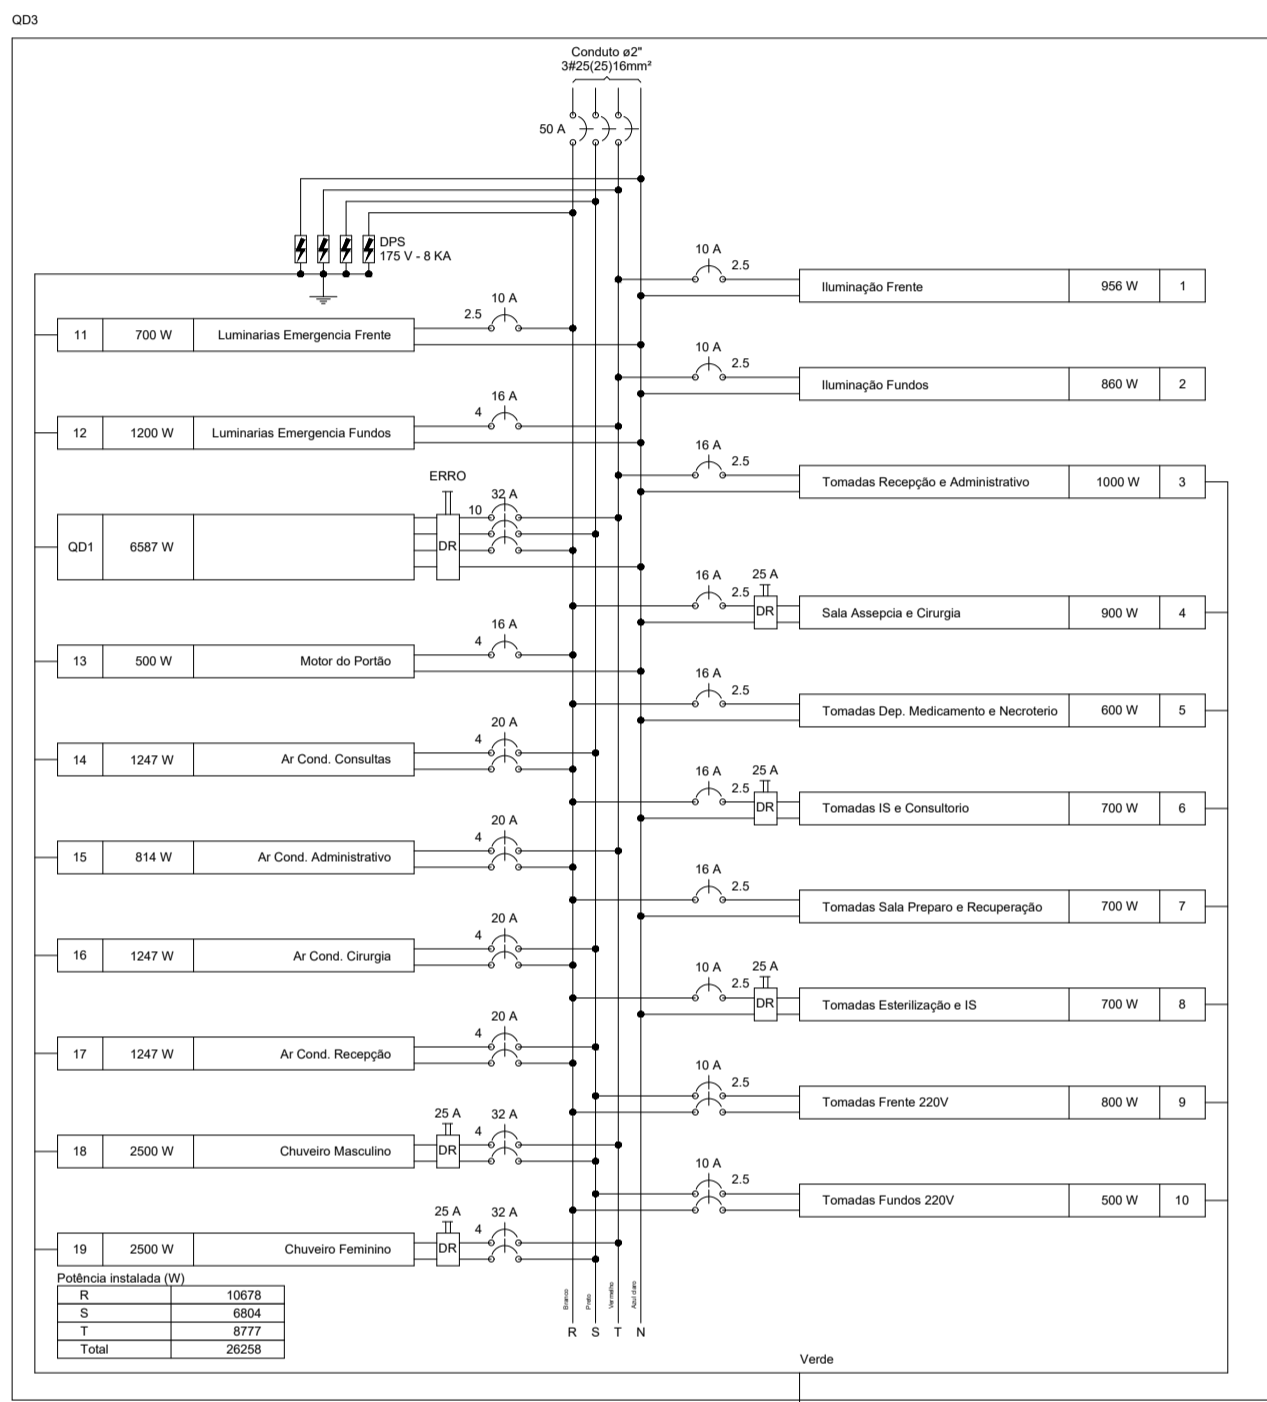 QD3
Conduto ø2"
3#25(25)16mm²
50 A
DPS
175 V - 8 KA
10 A
2.5
Iluminação Frente 956 W 1
10 A
2.5
11 700 W Luminarias Emergencia Frente
10 A
2.5
Iluminação Fundos 860 W 2
16 A
4
12 1200 W Luminarias Emergencia Fundos
16 A
2.5
Tomadas Recepção e Administrativo 1000 W 3
ERRO
32 A
10
QD1 6587 W DR
16 A 25 A
2.5
DR
Sala Assepcia e Cirurgia 900 W 4
16 A
4
13 500 W Motor do Portão
16 A
2.5
Tomadas Dep. Medicamento e Necroterio 600 W 5
20 A
4
14 1247 W Ar Cond. Consultas
16 A 25 A
2.5
DR
Tomadas IS e Consultorio 700 W 6
20 A
4
15 814 W Ar Cond. Administrativo
16 A
2.5
Tomadas Sala Preparo e Recuperação 700 W 7
20 A
4
16 1247 W Ar Cond. Cirurgia
10 A 25 A
2.5
DR
Tomadas Esterilização e IS 700 W 8
20 A
4
17 1247 W Ar Cond. Recepção
10 A
2.5
Tomadas Frente 220V 800 W 9
25 A 32 A
4
18 2500 W Chuveiro Masculino DR
10 A
2.5
Tomadas Fundos 220V 500 W 10
25 A 32 A
4
19 2500 W Chuveiro Feminino DR
Potência instalada (W)
R 10678
S 6804
T 8777
Total 26258
Branco Preto Vermelho Azul claro
R S T N
Verde